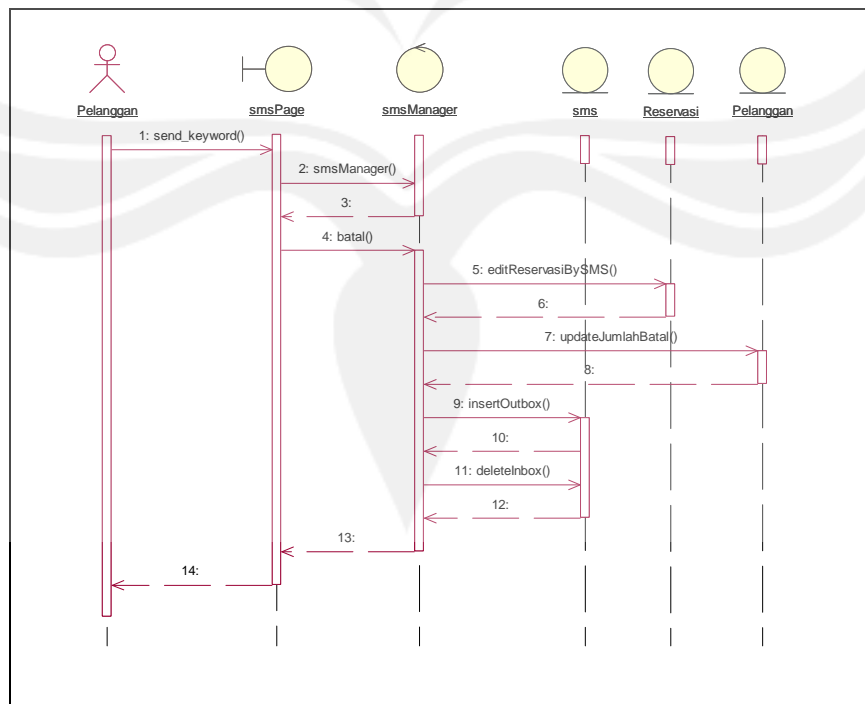 Pelanggan
smsPage
smsManager
sms
Reservasi
Pelanggan
1: send_keyword()
2: smsManager()
3:
4: batal()
5: editReservasiBySMS()
6:
7: updateJumlahBatal()
8:
9: insertOutbox()
10:
11: deleteInbox()
12:
13:
14: